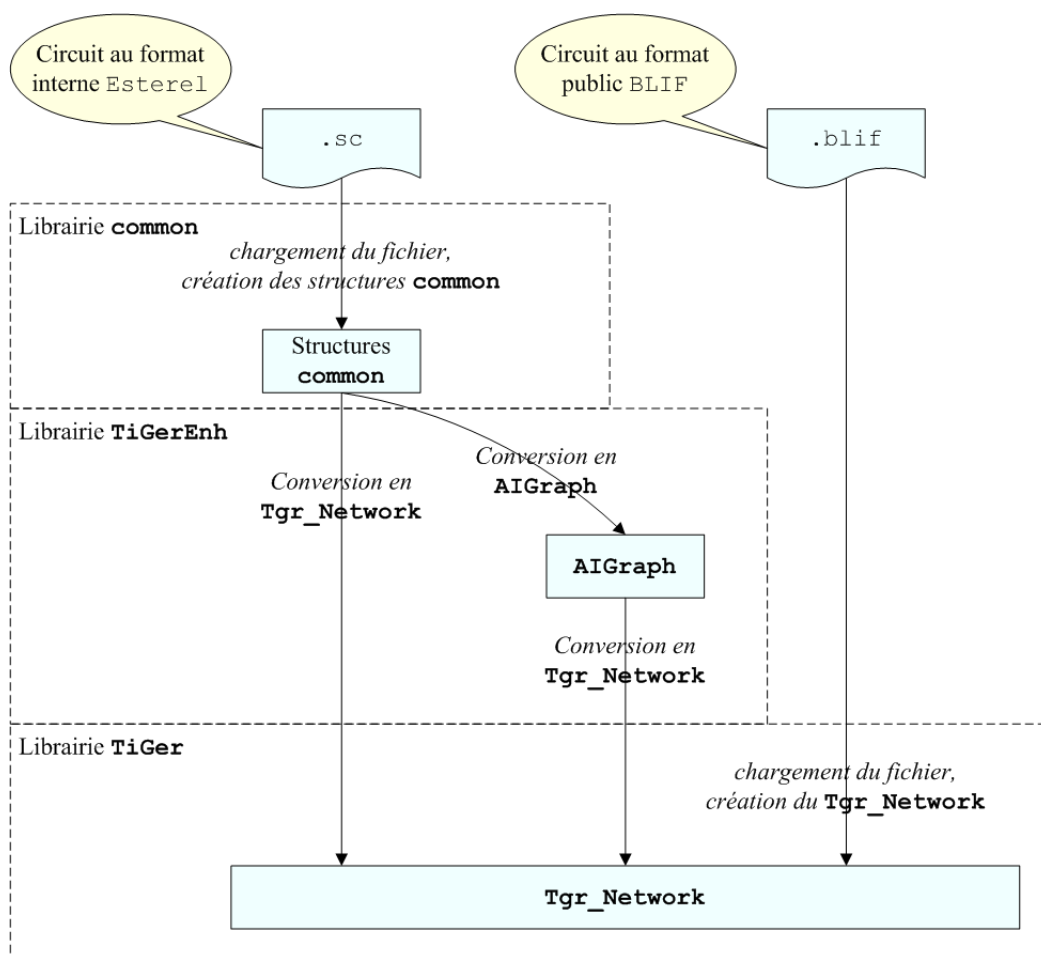 Circuit au format
interne Esterel
Circuit au format
public BLIF
.sc
.blif
Librairie common
chargement du fichier,
création des structures common
Structures
common
Librairie TiGerEnh
Conversion en
AIGraph
Conversion en
Tgr_Network
AIGraph
Conversion en
Tgr_Network
Librairie TiGer
chargement du fichier,
création du Tgr_Network
Tgr_Network